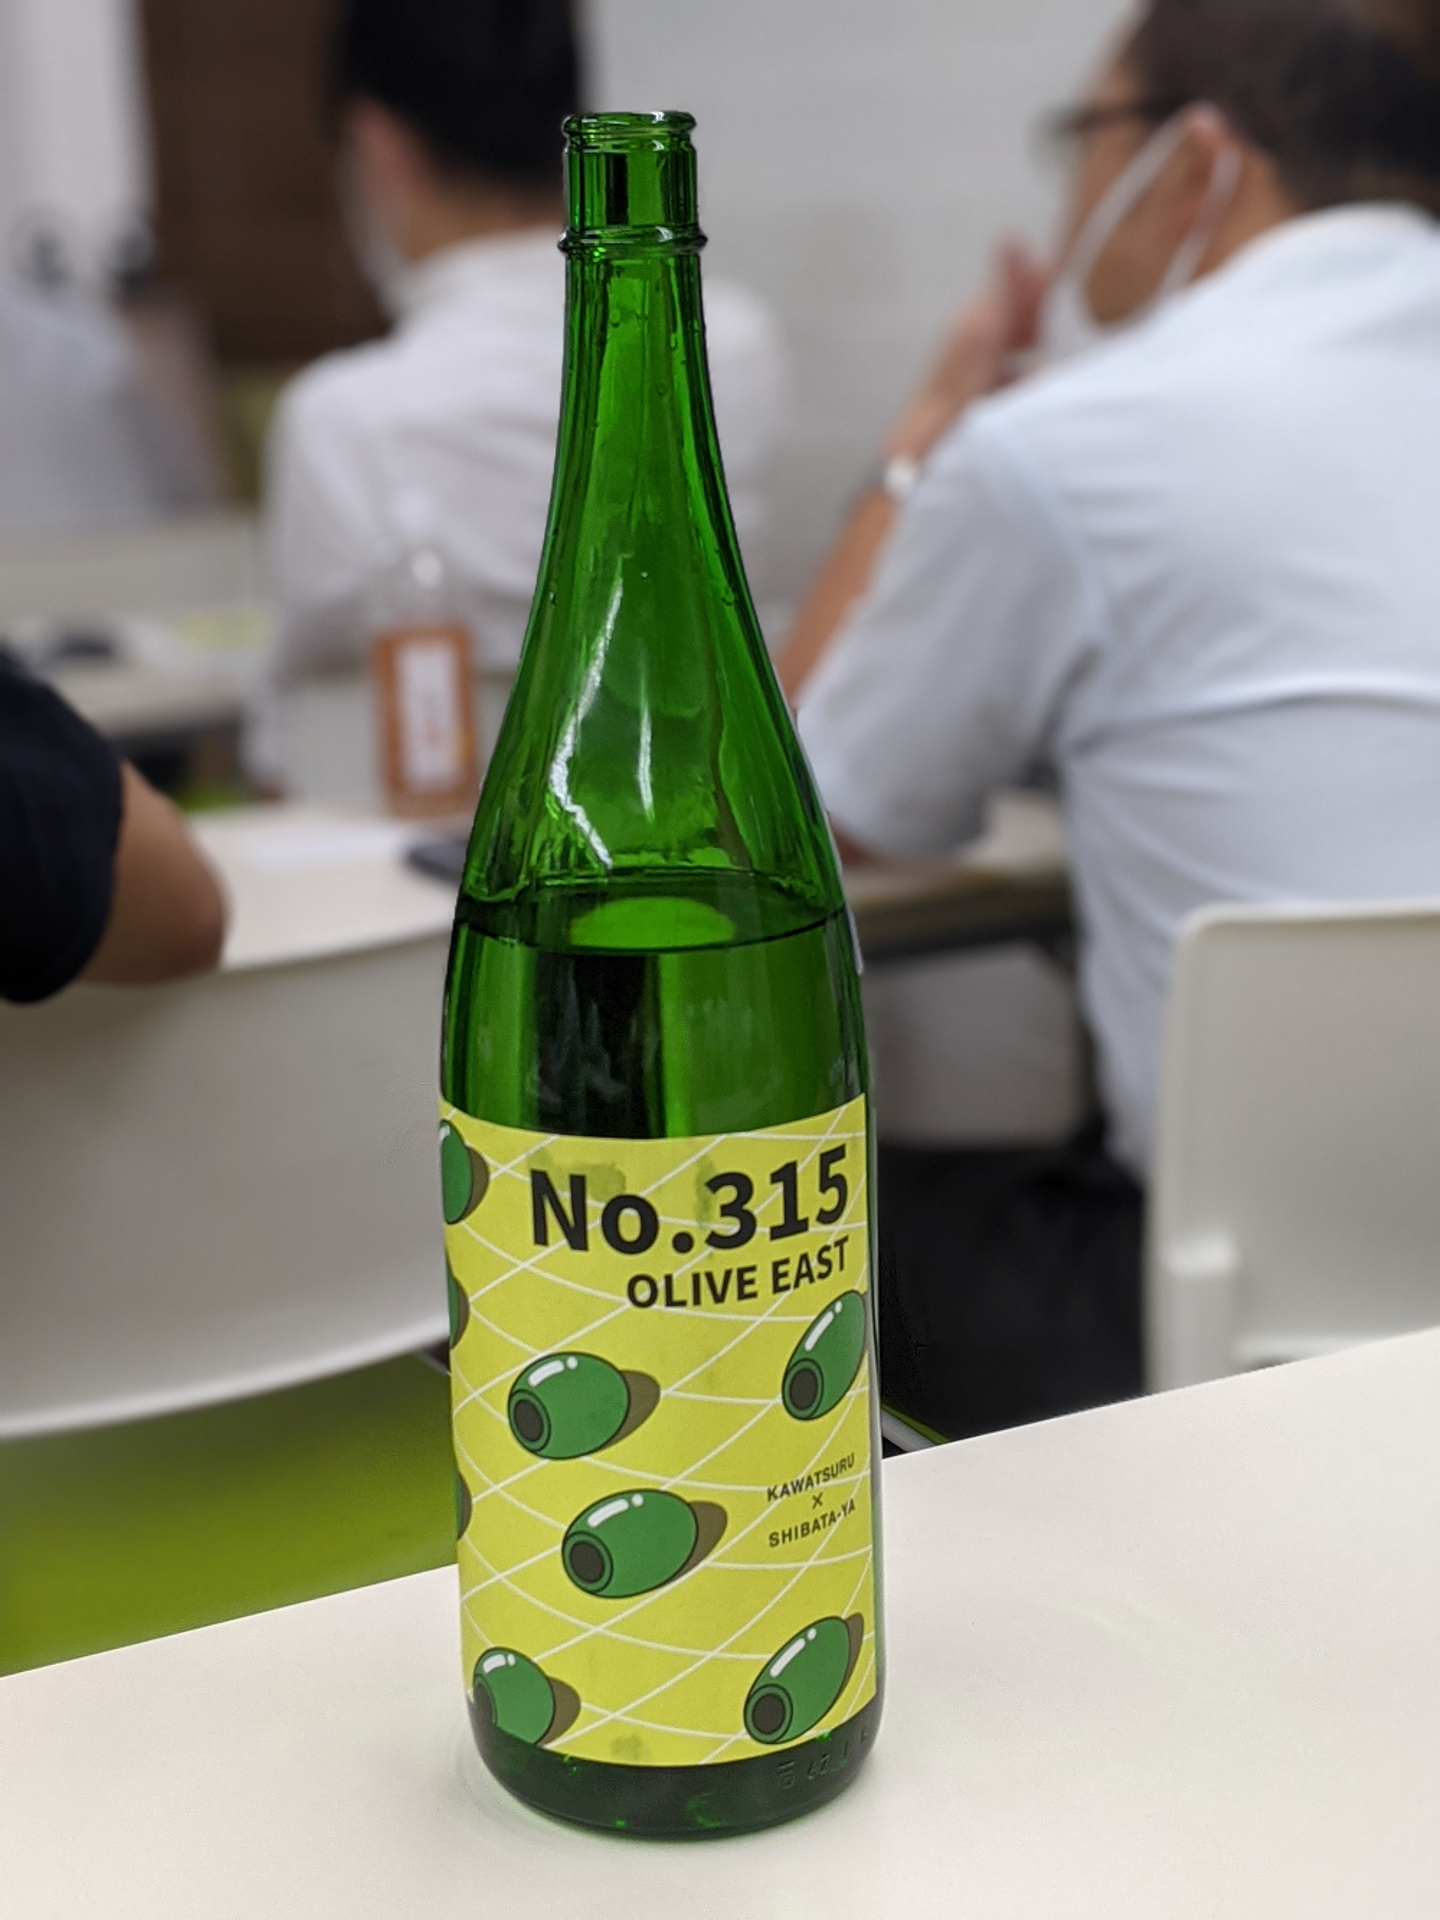 No.315
OLIVE EAST
KAWATSURU
×
SHIBATA-YA